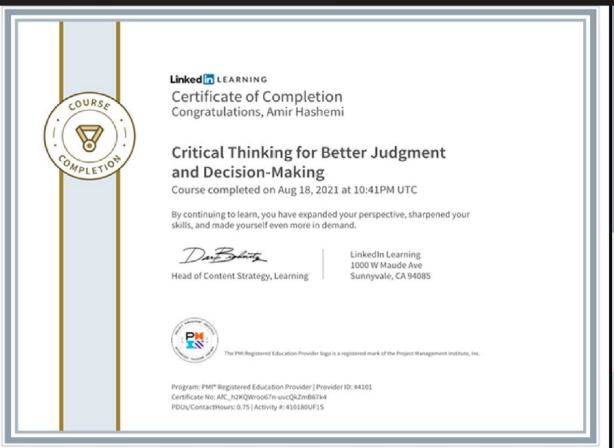 COURSE
COMPLETION
Linked in LEARNING
Certificate of Completion
Congratulations, Amir Hashemi
Critical Thinking for Better Judgment
and Decision-Making
Course completed on Aug 18, 2021 at 10:41PM UTC
By continuing to learn, you have expanded your perspective, sharpened your
skills, and made yourself even more in demand.
Head of Content Strategy, Learning
LinkedIn Learning
1000 W Maude Ave
Sunnyvale, CA 94085
PM
The PMI Registered Education Provider logo is a registered mark of the Project Management Institute, Inc.
Program: PMI® Registered Education Provider | Provider ID: #4101
Certificate No:
PDUs/ContactHours: 0.75 | Activity #: 410180UF1S